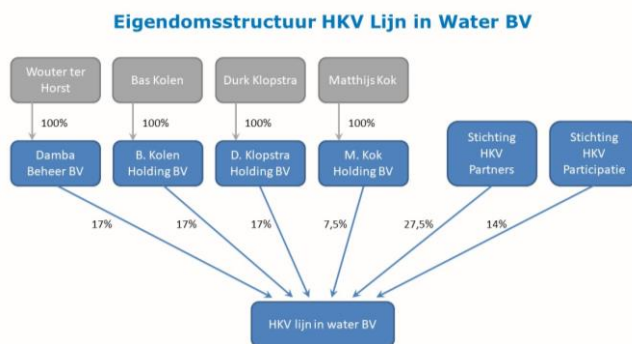 Eigendomsstructuur HKV Lijn in Water BV
Wouter ter
Horst
Bas Kolen
Durk Klopstra
Matthijs Kok
100%
100%
100%
100%
Damba
Beheer BV
B. Kolen
Holding BV
D. Klopstra
Holding BV
M. Kok
Holding BV
Stichting
HKV
Partners
Stichting
HKV
Participatie
17%
17%
17%
7,5%
27,5%
14%
HKV lijn in water BV